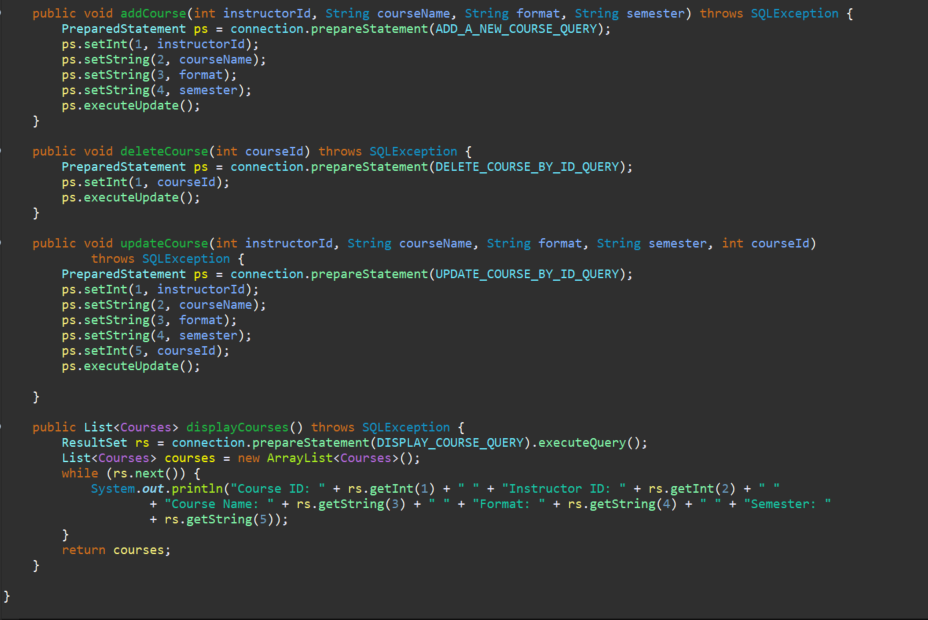 public void addCourse(int instructorId, String courseName, String format, String semester) throws SQLException {
PreparedStatement ps = connection.prepareStatement(ADD_A_NEW_COURSE_QUERY);
ps.setInt(1, instructorId);
ps.setString(2, courseName);
ps.setString(3, format);
ps.setString(4, semester);
ps.executeUpdate();
}
public void deleteCourse(int courseId) throws SQLException {
PreparedStatement ps = connection.prepareStatement(DELETE_COURSE_BY_ID_QUERY);
ps.setInt(1, courseId);
ps.executeUpdate();
}
public void updateCourse(int instructorId, String courseName, String format, String semester, int courseId)
throws SQLException {
PreparedStatement ps = connection.prepareStatement(UPDATE_COURSE_BY_ID_QUERY);
ps.setInt(1, instructorId);
ps.setString(2, courseName);
ps.setString(3, format);
ps.setString(4, semester);
ps.setInt(5, courseId);
ps.executeUpdate();
}
public List<Courses> displayCourses() throws SQLException {
ResultSet rs = connection.prepareStatement(DISPLAY_COURSE_QUERY).executeQuery();
List<Courses> courses = new ArrayList<Courses>();
while (rs.next()) {
System.out.println("Course ID: " + rs.getInt(1) + " " + "Instructor ID: " + rs.getInt(2) + " "
+ "Course Name: " + rs.getString(3) + " " + "Format: " + rs.getString(4) + " " + "Semester: "
+ rs.getString(5));
}
return courses;
}
}